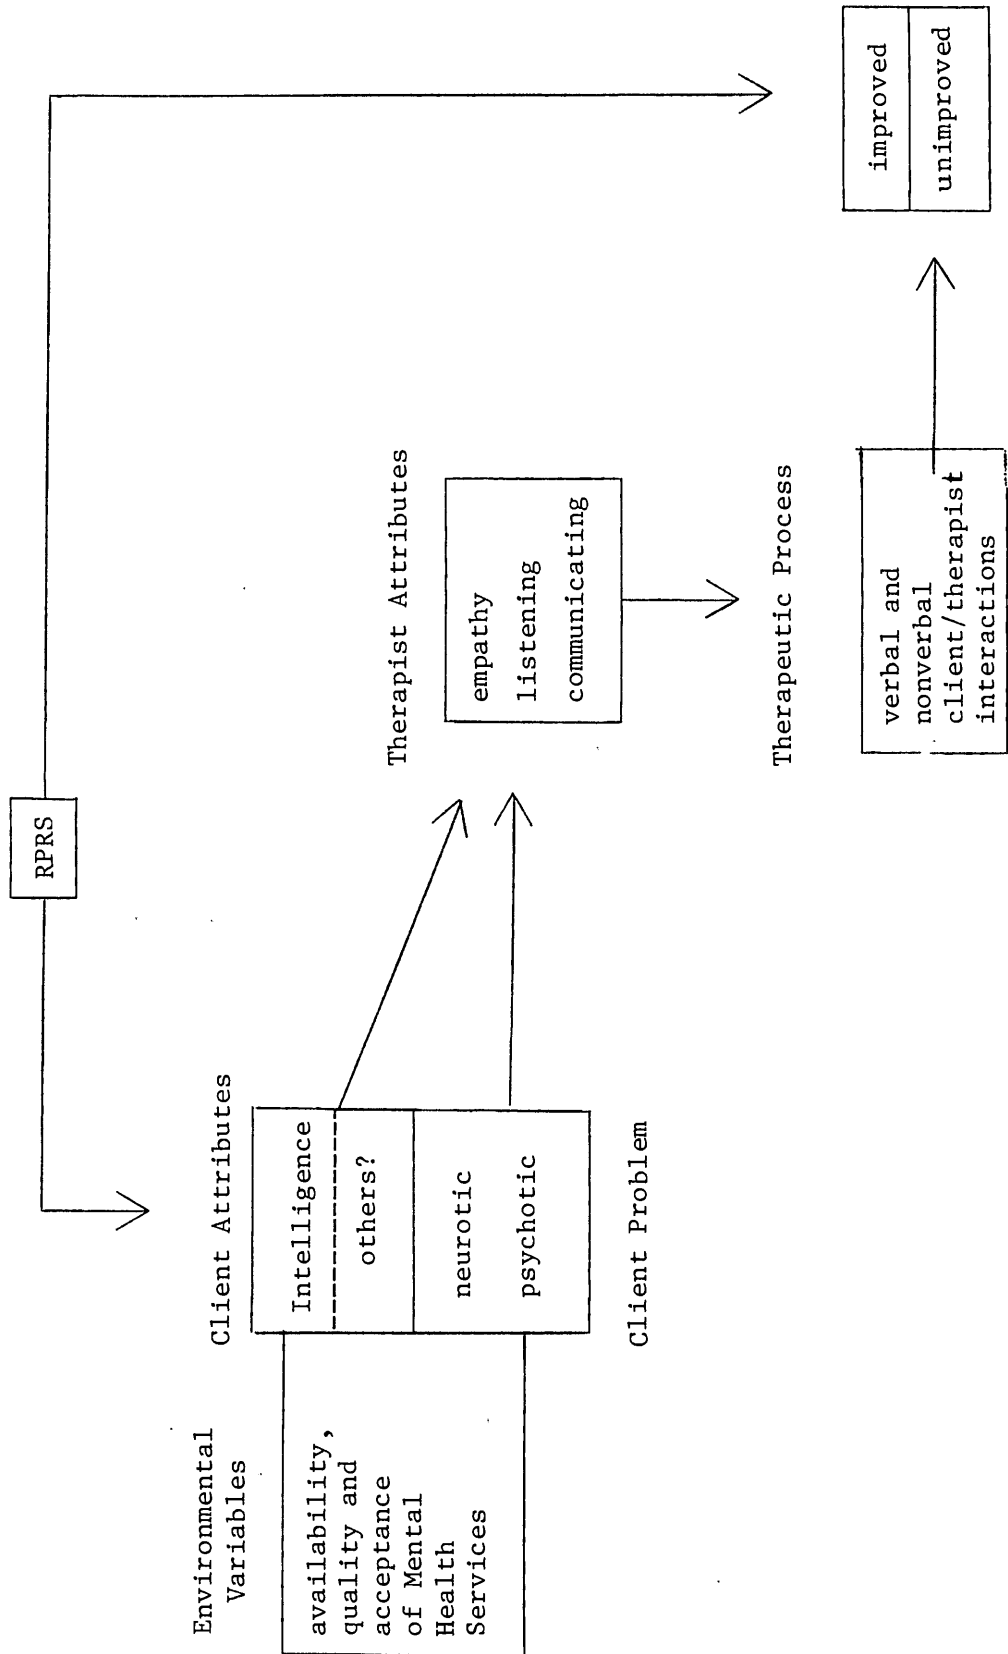 RPRS
Environmental
Variables
availability,
quality and
acceptance
of Mental
Health
Services
Client Attributes
Intelligence
others?
neurotic
psychotic
Client Problem
Therapist Attributes
empathy
listening
communicating
Therapeutic Process
verbal and
nonverbal
client/therapist
interactions
improved
unimproved